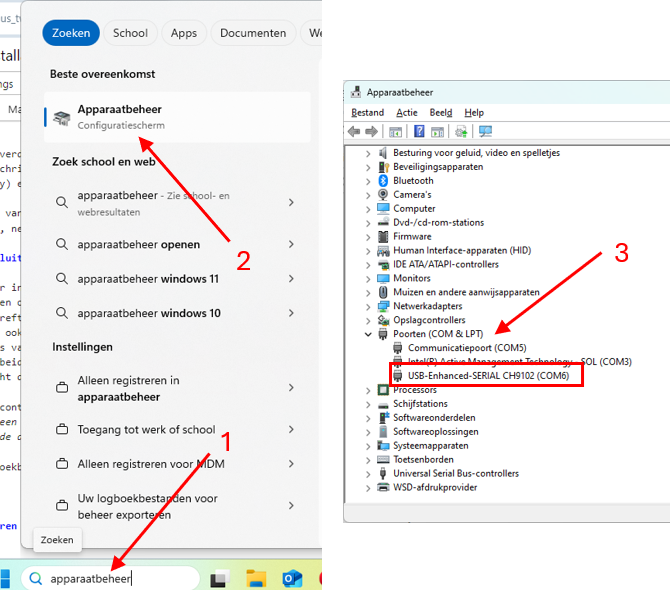 Zoeken
School
Apps
Documenten
Beste overeenkomst
Apparaatbeheer
Configuratiescherm
Zoek school en web
apparaatbeheer - Zie school- en
webresultaten
apparaatbeheer openen
apparaatbeheer windows 11
apparaatbeheer windows 10
Instellingen
Alleen registreren in
apparaatbeheer
Toegang tot werk of school
Alleen registreren voor MDM
Uw logboekbestanden voor
beheer exporteren
Zoeken
apparaatbeheer
1
2
Apparaatbeheer
Bestand Actie Beeld Help
Besturing voor geluid, video en spelletjes
Beveiligingsapparaten
Bluetooth
Camera's
Computer
Dvd-/cd-rom-stations
Firmware
Human Interface-apparaten (HID)
IDE ATA/ATAPI-controllers
Monitors
Muizen en andere aanwijsapparaten
Netwerkadapters
Opslagcontrollers
Poorten (COM & LPT)
Communicatiepoort (COM5)
Intel(R) Active Management Technology - SOL (COM3)
USB-Enhanced-SERIAL CH9102 (COM6)
Processors
Schijfstations
Softwareonderdelen
Softwareoplossingen
Systeemapparaten
Toetsenborden
Universal Serial Bus-controllers
WSD-afdrukprovider
3